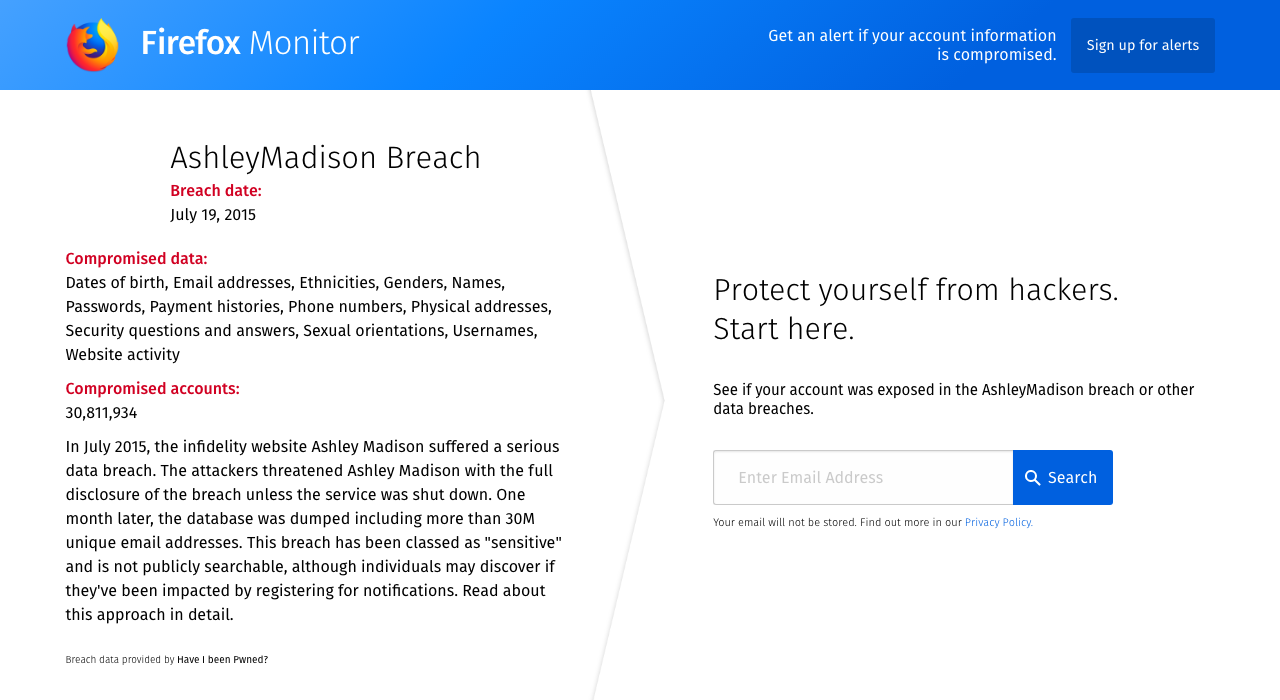 Firefox Monitor
Get an alert if your account information
is compromised.
Sign up for alerts
AshleyMadison Breach
Breach date:
July 19, 2015
Compromised data:
Dates of birth, Email addresses, Ethnicities, Genders, Names,
Passwords, Payment histories, Phone numbers, Physical addresses,
Security questions and answers, Sexual orientations, Usernames,
Website activity
Compromised accounts:
30,811,934
In July 2015, the infidelity website Ashley Madison suffered a serious
data breach. The attackers threatened Ashley Madison with the full
disclosure of the breach unless the service was shut down. One
month later, the database was dumped including more than 30M
unique email addresses. This breach has been classed as "sensitive"
and is not publicly searchable, although individuals may discover if
they've been impacted by registering for notifications. Read about
this approach in detail.
Breach data provided by Have I been Pwned?
Protect yourself from hackers.
Start here.
See if your account was exposed in the AshleyMadison breach or other
data breaches.
Enter Email Address
Search
Your email will not be stored. Find out more in our Privacy Policy.